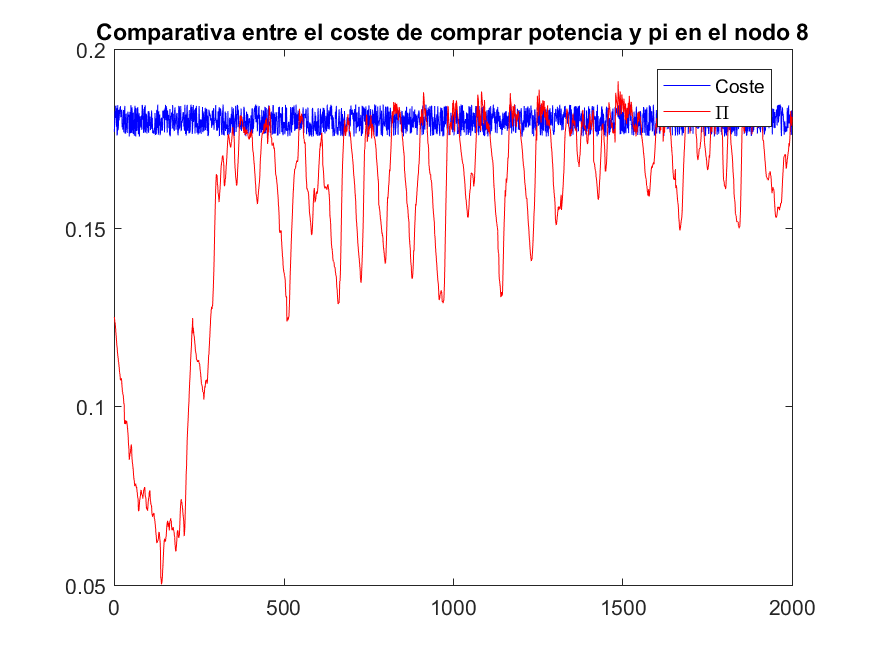 Comparativa entre el coste de comprar potencia y pi en el nodo 8
0.2
0.15
0.1
0.05
0 500 1000 1500 2000
Coste
Π